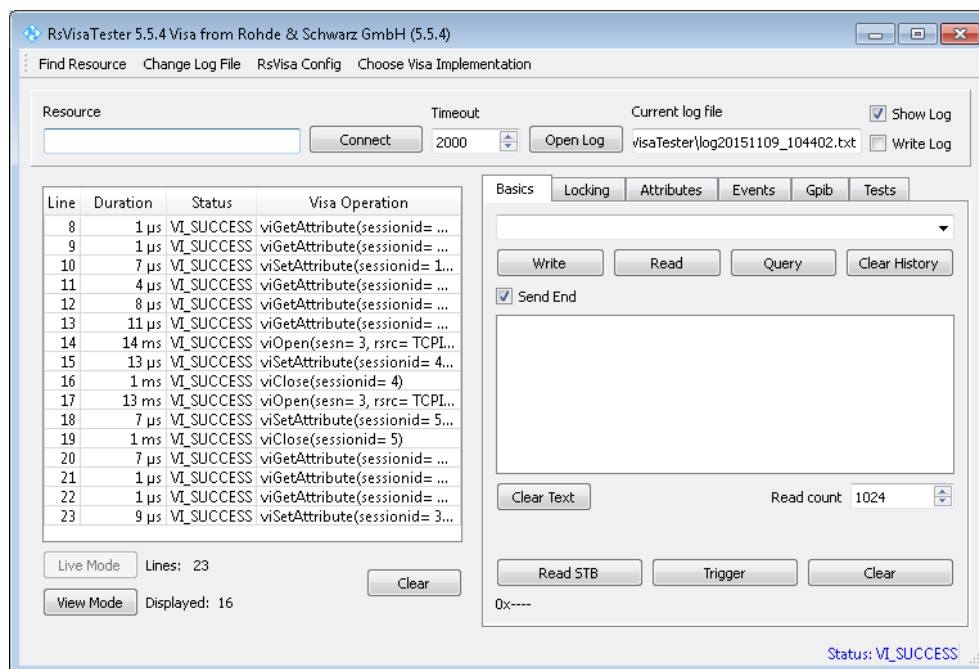 RsVisaTester 5.5.4 Visa from Rohde & Schwarz GmbH (5.5.4)
Find Resource Change Log File RsVisa Config Choose Visa Implementation
Resource Timeout Current log file Show Log
Connect 2000 Open Log visaTester\log20151109_104402.txt Write Log
Line Duration Status Visa Operation
8 1 µs VI_SUCCESS viGetAttribute(sessionid= ...
9 1 µs VI_SUCCESS viGetAttribute(sessionid= ...
10 7 µs VI_SUCCESS viSetAttribute(sessionid= 1...
11 4 µs VI_SUCCESS viGetAttribute(sessionid= ...
12 8 µs VI_SUCCESS viGetAttribute(sessionid= ...
13 11 µs VI_SUCCESS viGetAttribute(sessionid= ...
14 14 ms VI_SUCCESS viOpen(sesn= 3, rsrc= TCPI...
15 13 µs VI_SUCCESS viSetAttribute(sessionid= 4...
16 1 ms VI_SUCCESS viClose(sessionid= 4)
17 13 ms VI_SUCCESS viOpen(sesn= 3, rsrc= TCPI...
18 7 µs VI_SUCCESS viSetAttribute(sessionid= 5...
19 1 ms VI_SUCCESS viClose(sessionid= 5)
20 7 µs VI_SUCCESS viGetAttribute(sessionid= ...
21 1 µs VI_SUCCESS viGetAttribute(sessionid= ...
22 1 µs VI_SUCCESS viGetAttribute(sessionid= ...
23 9 µs VI_SUCCESS viSetAttribute(sessionid= 3...
Live Mode Lines: 23
Clear
View Mode Displayed: 16
Basics Locking Attributes Events Gpib Tests
Write Read Query Clear History
Send End
Clear Text Read count 1024
Read STB Trigger Clear
0x----
Status: VI_SUCCESS